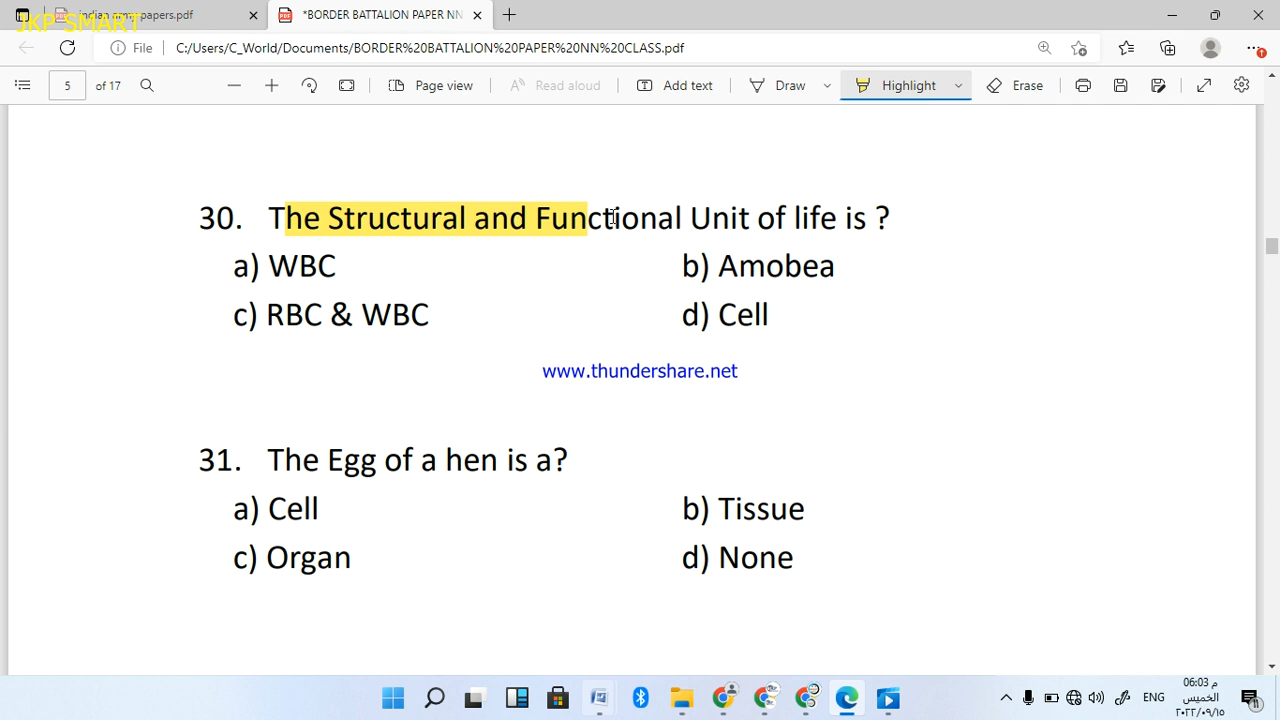 indian army papers.pdf
JKP SMART
*BORDER BATTALION PAPER NN
File
C:/Users/C_World/Documents/BORDER%20BATTALION%20PAPER%20NN%20CLASS.pdf
5 of 17
Page view
Read aloud
Add text
Draw
Highlight
Erase
30. The Structural and Functional Unit of life is ?
a) WBC b) Amobea
c) RBC & WBC d) Cell
www.thundershare.net
31. The Egg of a hen is a?
a) Cell b) Tissue
c) Organ d) None
ENG
06:03 م
الخميس
٢٠٢٢/٠٩/١٥